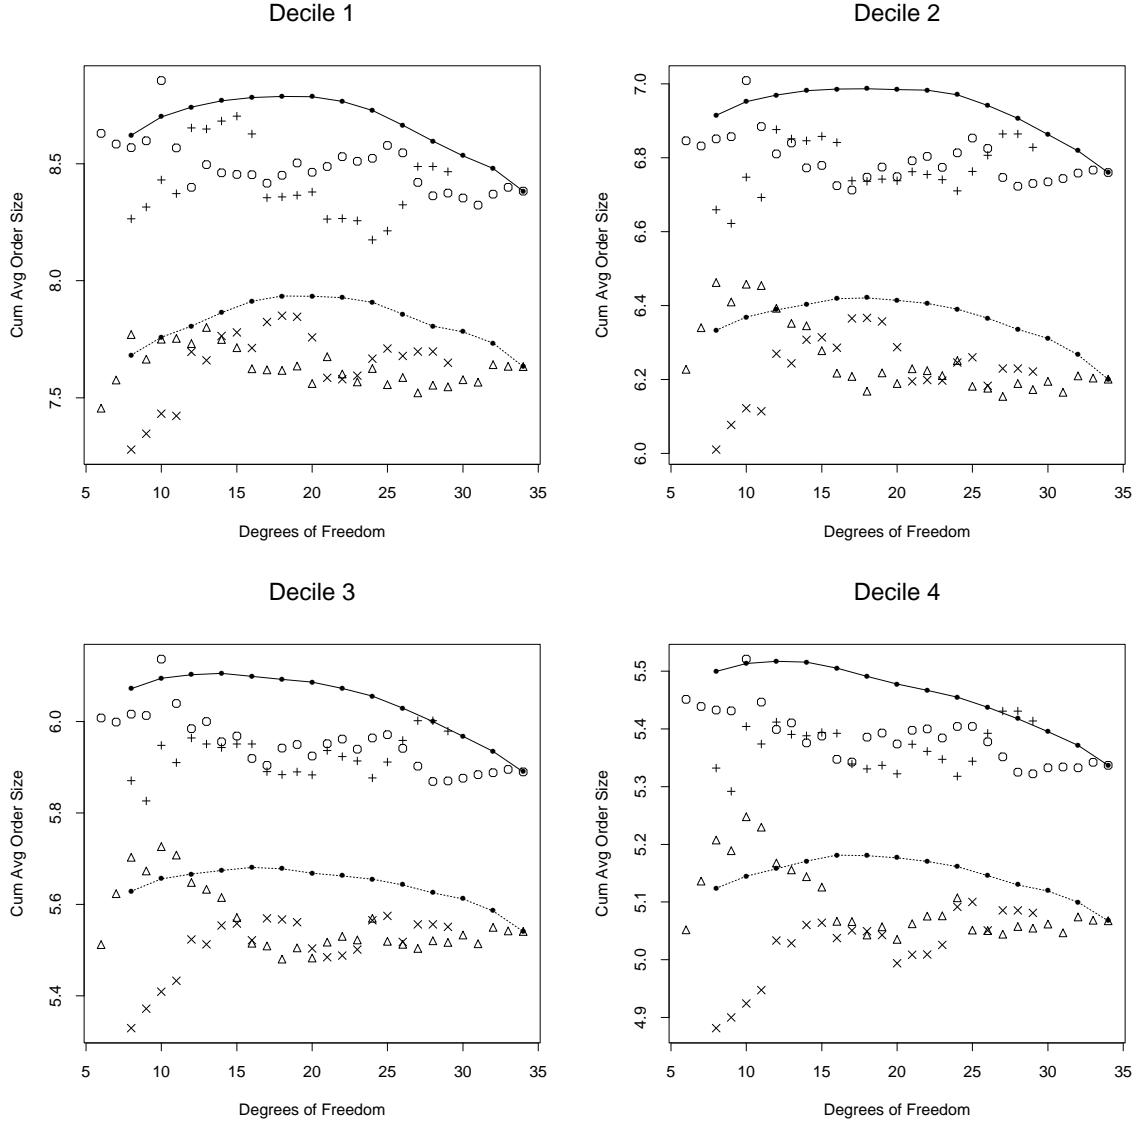 Decile 1
Cum Avg Order Size
8.5
8.0
7.5
5 10 15 20 25 30 35
Degrees of Freedom
Decile 2
Cum Avg Order Size
7.0
6.8
6.6
6.4
6.2
6.0
5 10 15 20 25 30 35
Degrees of Freedom
Decile 3
Cum Avg Order Size
6.0
5.8
5.6
5.4
5 10 15 20 25 30 35
Degrees of Freedom
Decile 4
Cum Avg Order Size
5.5
5.4
5.3
5.2
5.1
5.0
4.9
5 10 15 20 25 30 35
Degrees of Freedom